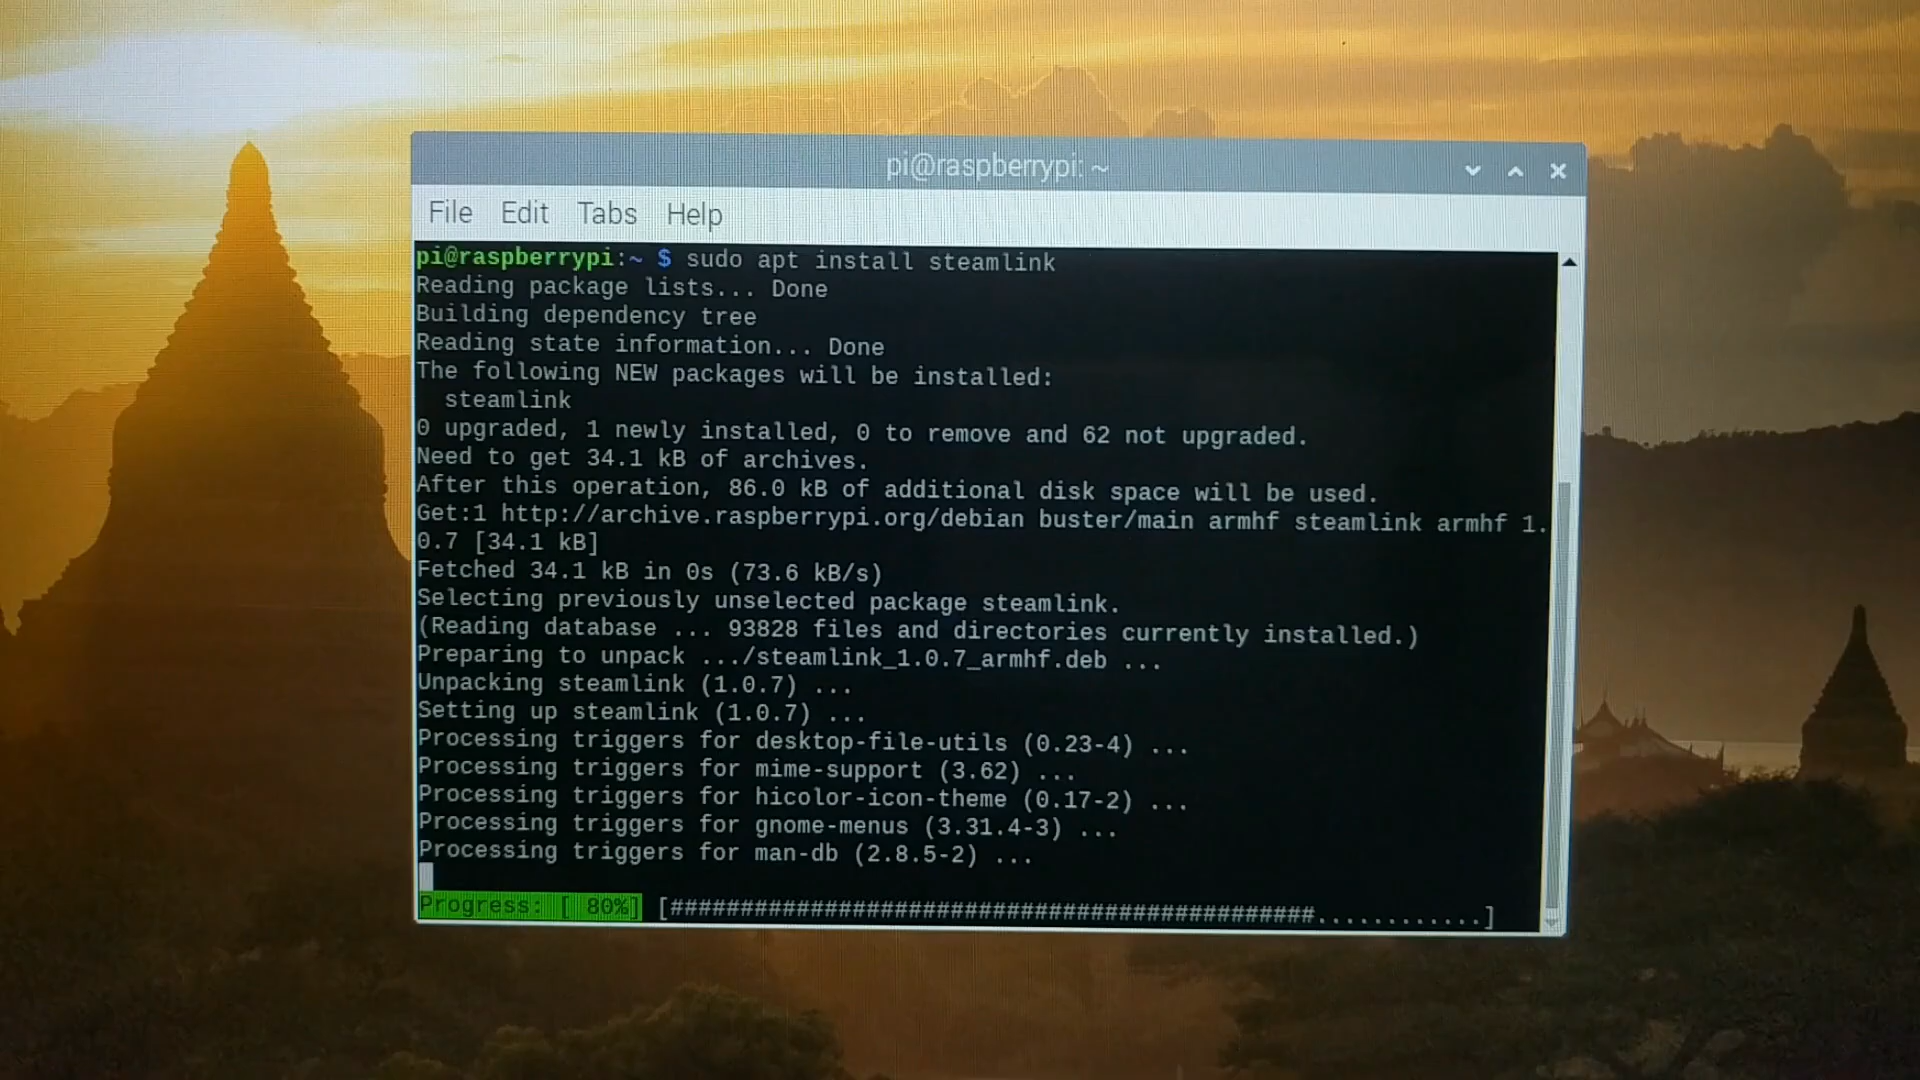 pi@raspberrypi: ~
File Edit Tabs Help
pi@raspberrypi:~ $ sudo apt install steamlink
Reading package lists... Done
Building dependency tree
Reading state information... Done
The following NEW packages will be installed:
  steamlink
0 upgraded, 1 newly installed, 0 to remove and 62 not upgraded.
Need to get 34.1 kB of archives.
After this operation, 86.0 kB of additional disk space will be used.
Get:1 http://archive.raspberrypi.org/debian buster/main armhf steamlink armhf 1.
0.7 [34.1 kB]
Fetched 34.1 kB in 0s (73.6 kB/s)
Selecting previously unselected package steamlink.
(Reading database ... 93828 files and directories currently installed.)
Preparing to unpack .../steamlink_1.0.7_armhf.deb ...
Unpacking steamlink (1.0.7) ...
Setting up steamlink (1.0.7) ...
Processing triggers for desktop-file-utils (0.23-4) ...
Processing triggers for mime-support (3.62) ...
Processing triggers for hicolor-icon-theme (0.17-2) ...
Processing triggers for gnome-menus (3.31.4-3) ...
Processing triggers for man-db (2.8.5-2) ...
Progress: [ 80%] [##############################################............]